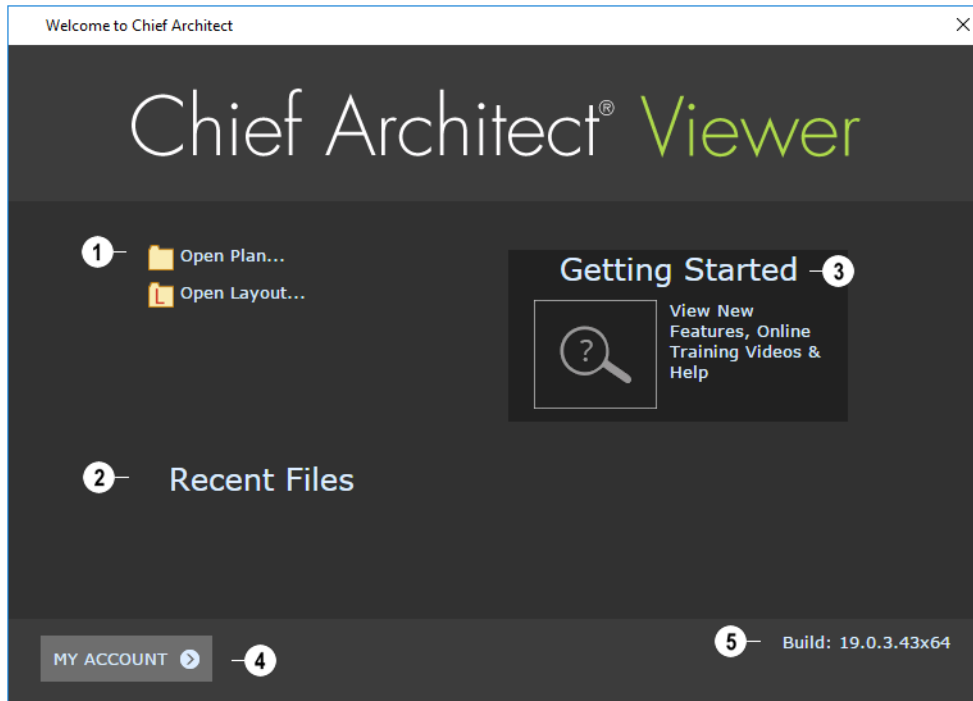 Welcome to Chief Architect
Chief Architect® Viewer
1
Open Plan...
L
Open Layout...
Getting Started
3
View New
Features, Online
Training Videos &
Help
?
2
Recent Files
MY ACCOUNT
4
5
Build: 19.0.3.43x64